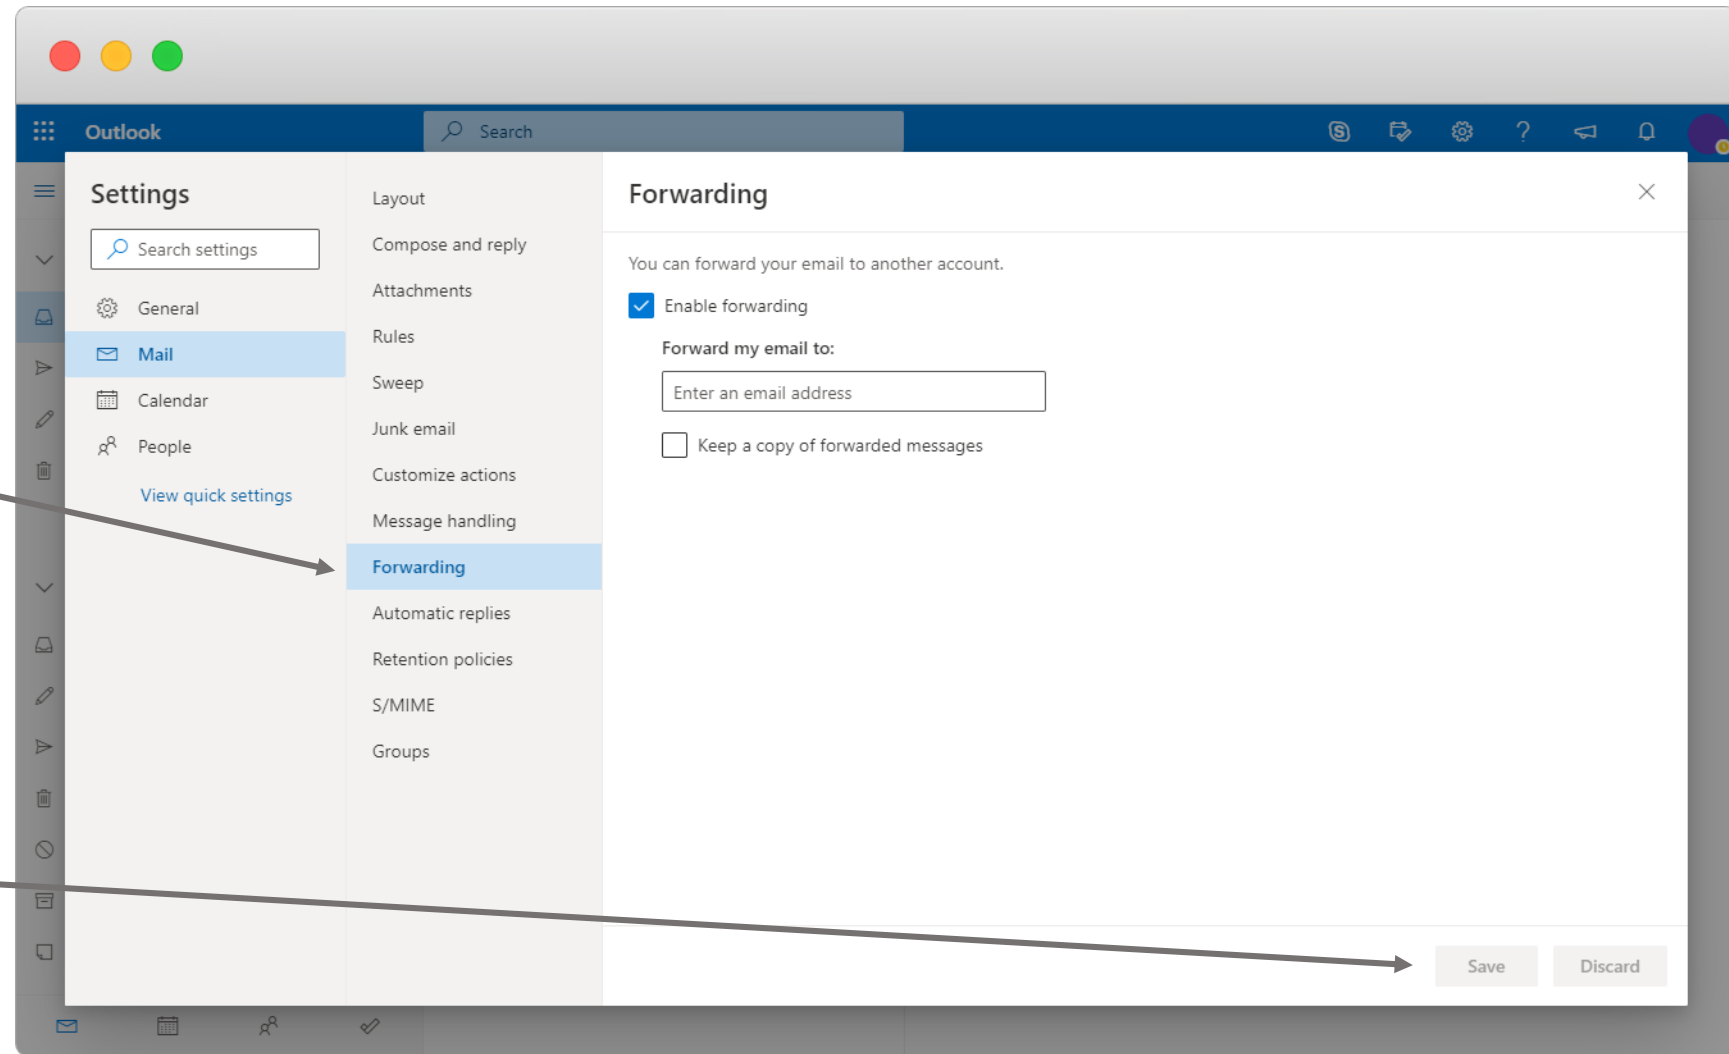 Outlook
Search
Settings
Search settings
General
Mail
Calendar
People
View quick settings
Layout
Compose and reply
Attachments
Rules
Sweep
Junk email
Customize actions
Message handling
Forwarding
Automatic replies
Retention policies
S/MIME
Groups
Forwarding
You can forward your email to another account.
Enable forwarding
Forward my email to:
Enter an email address
Keep a copy of forwarded messages
Save
Discard